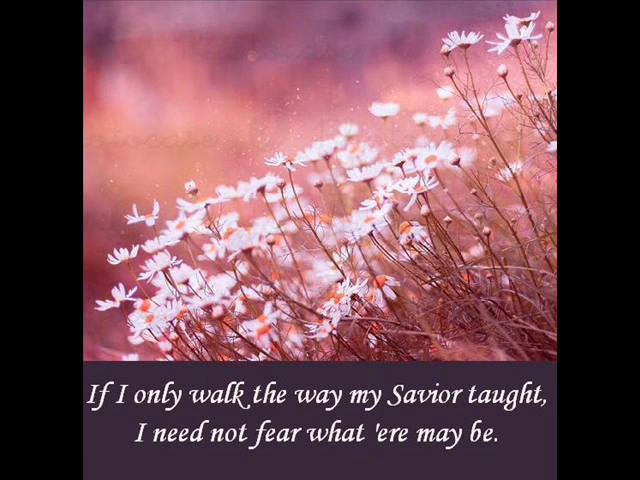 If I only walk the way my Savior taught,
I need not fear what 'ere may be.